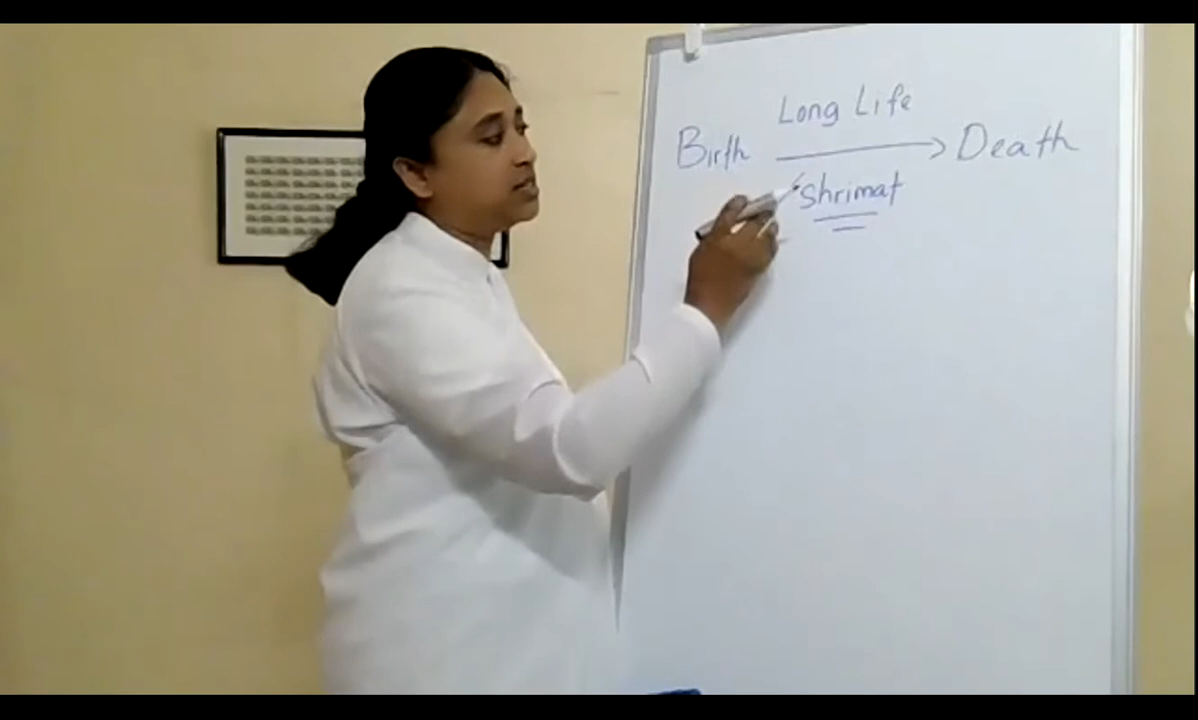 Long Life
Birth → Death
Shrimat